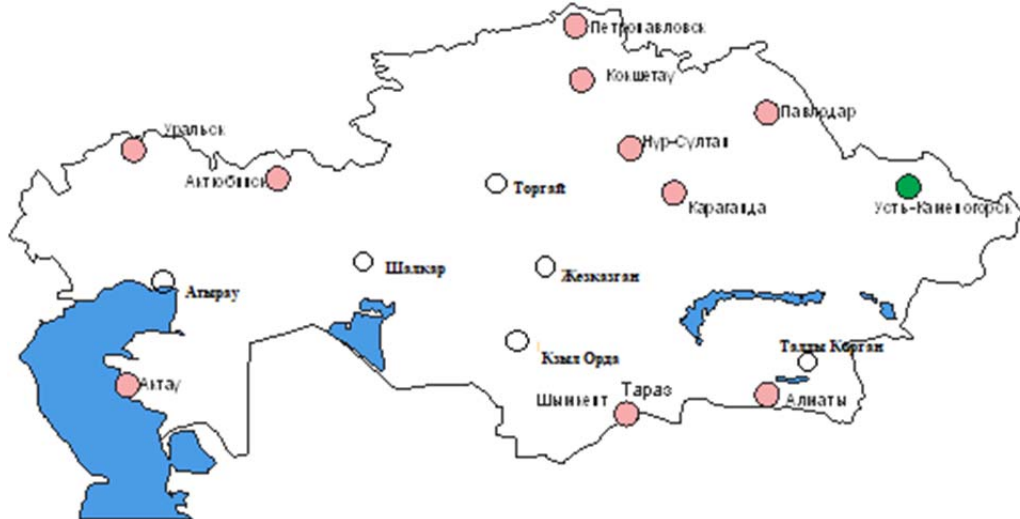 Петропавловск
Кокшетау
Павлодар
Уральск
Нур-Султан
Актюбинск
Торгай
Караганда
Усть-Каменогорск
Шалкар
Жезказган
Атырау
Кзыл Орда
Талды Корган
Актау
Тараз
Шымкент
Алматы